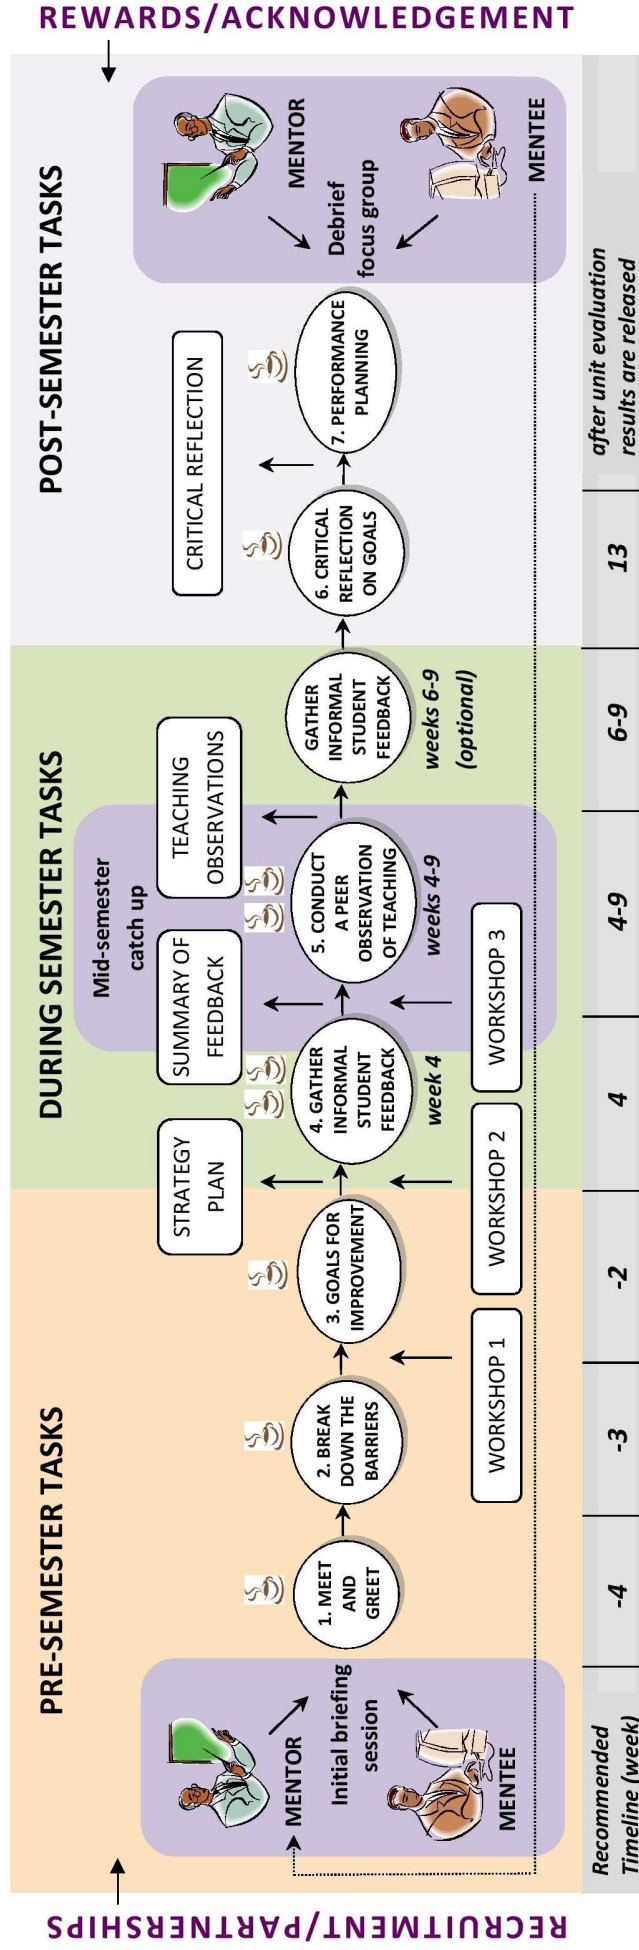 RECRUITMENT/PARTNERSHIPS
PRE-SEMESTER TASKS
MENTOR
Initial briefing
session
MENTEE
1. MEET
AND
GREET
2. BREAK
DOWN THE
BARRIERS
3. GOALS FOR
IMPROVEMENT
STRATEGY
PLAN
WORKSHOP 1
WORKSHOP 2
DURING SEMESTER TASKS
Mid-semester
catch up
SUMMARY OF
FEEDBACK
TEACHING
OBSERVATIONS
4. GATHER
INFORMAL
STUDENT
FEEDBACK
week 4
5. CONDUCT
A PEER
OBSERVATION
OF TEACHING
weeks 4-9
GATHER
INFORMAL
STUDENT
FEEDBACK
weeks 6-9
(optional)
WORKSHOP 3
POST-SEMESTER TASKS
CRITICAL REFLECTION
6. CRITICAL
REFLECTION
ON GOALS
7. PERFORMANCE
PLANNING
MENTOR
Debrief
focus group
MENTEE
REWARDS/ACKNOWLEDGEMENT
Recommended
Timeline (week)
-4
-3
-2
4
4-9
6-9
13
after unit evaluation
results are released